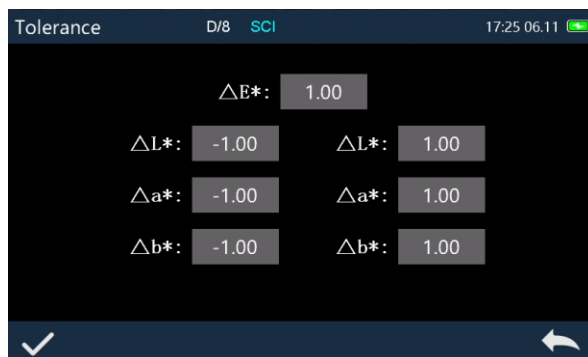 Tolerance D/8 SCI 17:25 06.11
△E*: 1.00
△L*: -1.00 △L*: 1.00
△a*: -1.00 △a*: 1.00
△b*: -1.00 △b*: 1.00